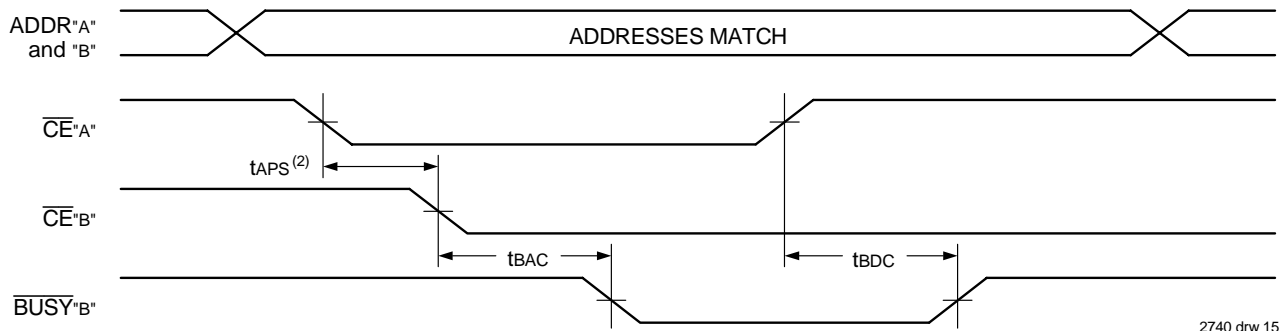 ADDR"A"
and "B"
ADDRESSES MATCH
CE"A"
tAPS (2)
CE"B"
tBAC
tBDC
BUSY"B"
2740 drw 15